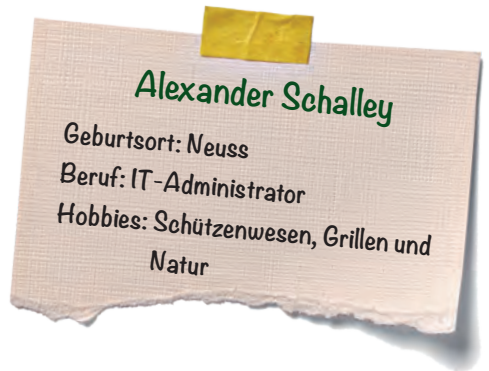 Alexander Schalley
Geburtsort: Neuss
Beruf: IT-Administrator
Hobbies: Schützenwesen, Grillen und
Natur